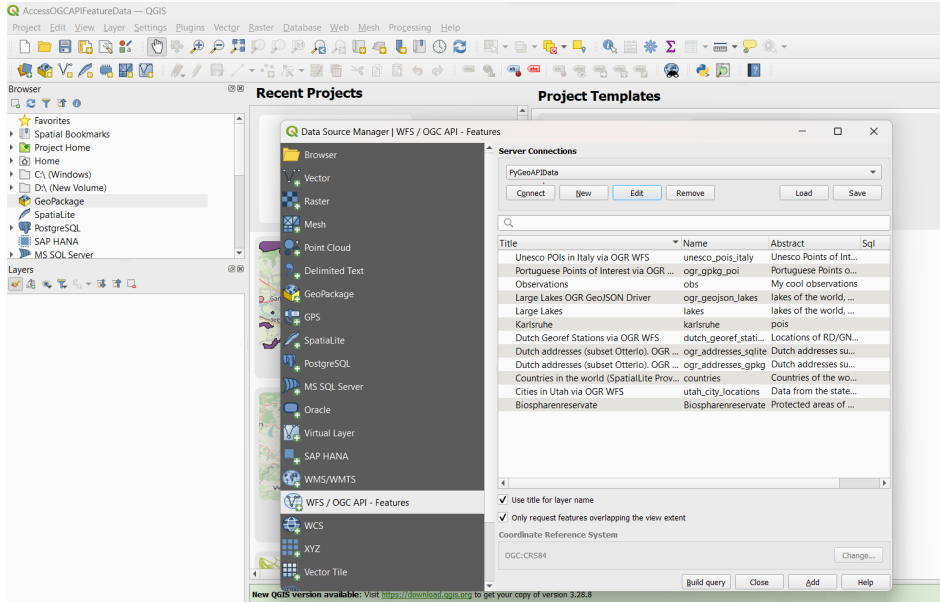 AccessOGCAPIFeatureData — QGIS
Project Edit View Layer Settings Plugins Vector Raster Database Web Mesh Processing Help
Browser
Favorites
Spatial Bookmarks
Project Home
Home
C:\ (Windows)
D:\ (New Volume)
GeoPackage
SpatiaLite
PostgreSQL
SAP HANA
MS SQL Server
Layers
Recent Projects
Project Templates
Data Source Manager | WFS / OGC API - Features
Browser
Vector
Raster
Mesh
Point Cloud
Delimited Text
GeoPackage
GPS
SpatiaLite
PostgreSQL
MS SQL Server
Oracle
Virtual Layer
SAP HANA
WMS/WMTS
WFS / OGC API - Features
WCS
XYZ
Vector Tile
Server Connections
PyGeoAPIData
Connect New Edit Remove Load Save
Title Name Abstract Sql
Unesco POIs in Italy via OGR WFS unesco_pois_italy Unesco Points of Int...
Portuguese Points of Interest via OGR ... ogr_gpkg_poi Portuguese Points o...
Observations obs My cool observations
Large Lakes OGR GeoJSON Driver ogr_geojson_lakes lakes of the world, ...
Large Lakes lakes lakes of the world, ...
Karlsruhe karlsruhe pois
Dutch Georef Stations via OGR WFS dutch_georef_stati... Locations of RD/GN...
Dutch addresses (subset Otterlo). OGR ... ogr_addresses_sqlite Dutch addresses su...
Dutch addresses (subset Otterlo). OGR ... ogr_addresses_gpkg Dutch addresses su...
Countries in the world (SpatialLite Prov... countries Countries of the wo...
Cities in Utah via OGR WFS utah_city_locations Data from the state...
Biospharenreservate Biospharenreservate Protected areas of ...
Use title for layer name
Only request features overlapping the view extent
Coordinate Reference System
OGC:CRS84
Change...
Build query Close Add Help
New QGIS version available: Visit https://download.qgis.org to get your copy of version 3.28.8